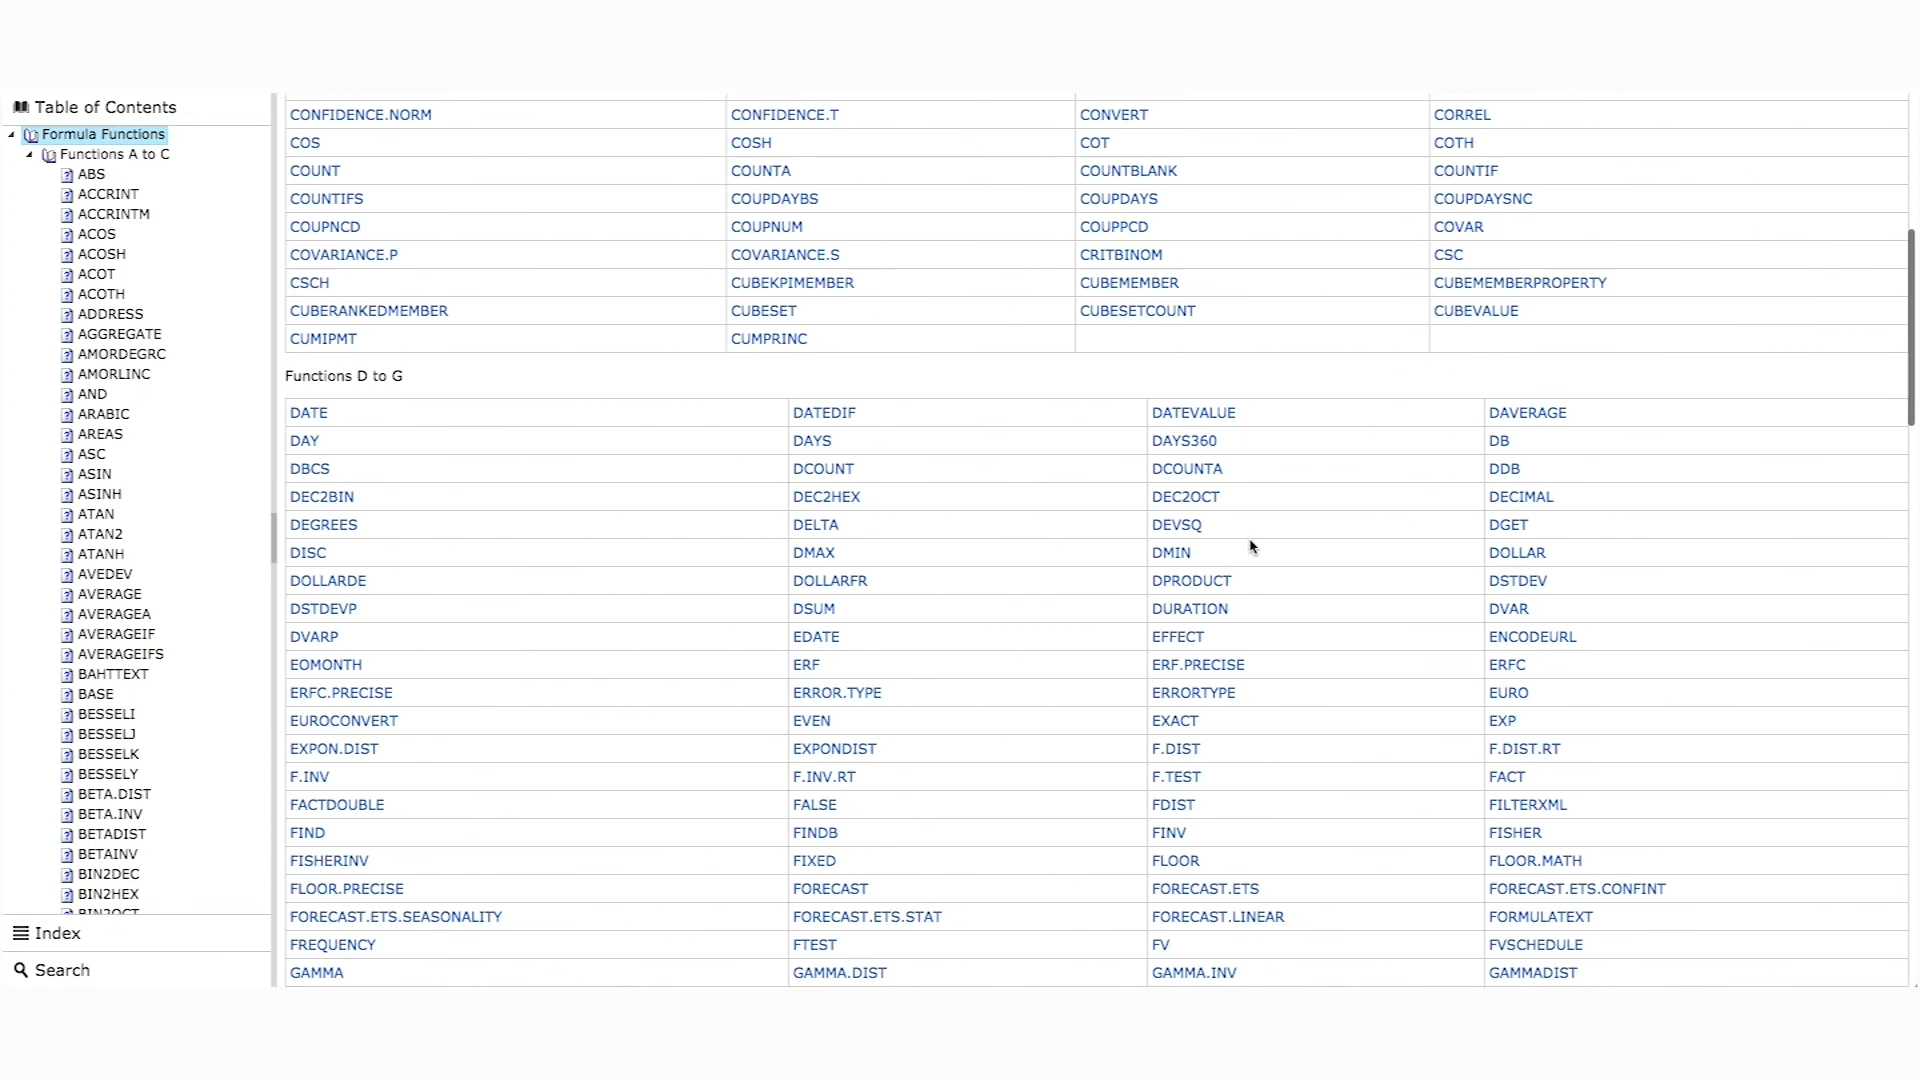 Table of Contents
Formula Functions
Functions A to C
ABS
ACCRINT
ACCRINTM
ACOS
ACOSH
ACOT
ACOTH
ADDRESS
AGGREGATE
AMORDEGRC
AMORLINC
AND
ARABIC
AREAS
ASC
ASIN
ASINH
ATAN
ATAN2
ATANH
AVEDEV
AVERAGE
AVERAGEA
AVERAGEIF
AVERAGEIFS
BAHTTEXT
BASE
BESSELI
BESSELJ
BESSELK
BESSELY
BETA.DIST
BETA.INV
BETADIST
BETAINV
BIN2DEC
BIN2HEX
BIN2OCT
Index
Search
CONFIDENCE.NORM CONFIDENCE.T CONVERT CORREL
COS COSH COT COTH
COUNT COUNTA COUNTBLANK COUNTIF
COUNTIFS COUPDAYBS COUPDAYS COUPDAYSNC
COUPNCD COUPNUM COUPPCD COVAR
COVARIANCE.P COVARIANCE.S CRITBINOM CSC
CSCH CUBEKPIMEMBER CUBEMEMBER CUBEMEMBERPROPERTY
CUBERANKEDMEMBER CUBESET CUBESETCOUNT CUBEVALUE
CUMIPMT CUMPRINC
Functions D to G
DATE DATEDIF DATEVALUE DAVERAGE
DAY DAYS DAYS360 DB
DBCS DCOUNT DCOUNTA DDB
DEC2BIN DEC2HEX DEC2OCT DECIMAL
DEGREES DELTA DEVSQ DGET
DISC DMAX DMIN DOLLAR
DOLLARDE DOLLARFR DPRODUCT DSTDEV
DSTDEVP DSUM DURATION DVAR
DVARP EDATE EFFECT ENCODEURL
EOMONTH ERF ERF.PRECISE ERFC
ERFC.PRECISE ERROR.TYPE ERRORTYPE EURO
EUROCONVERT EVEN EXACT EXP
EXPON.DIST EXPONDIST F.DIST F.DIST.RT
F.INV F.INV.RT F.TEST FACT
FACTDOUBLE FALSE FDIST FILTERXML
FIND FINDB FINV FISHER
FISHERINV FIXED FLOOR FLOOR.MATH
FLOOR.PRECISE FORECAST FORECAST.ETS FORECAST.ETS.CONFINT
FORECAST.ETS.SEASONALITY FORECAST.ETS.STAT FORECAST.LINEAR FORMULATEXT
FREQUENCY FTEST FV FVSCHEDULE
GAMMA GAMMA.DIST GAMMA.INV GAMMADIST